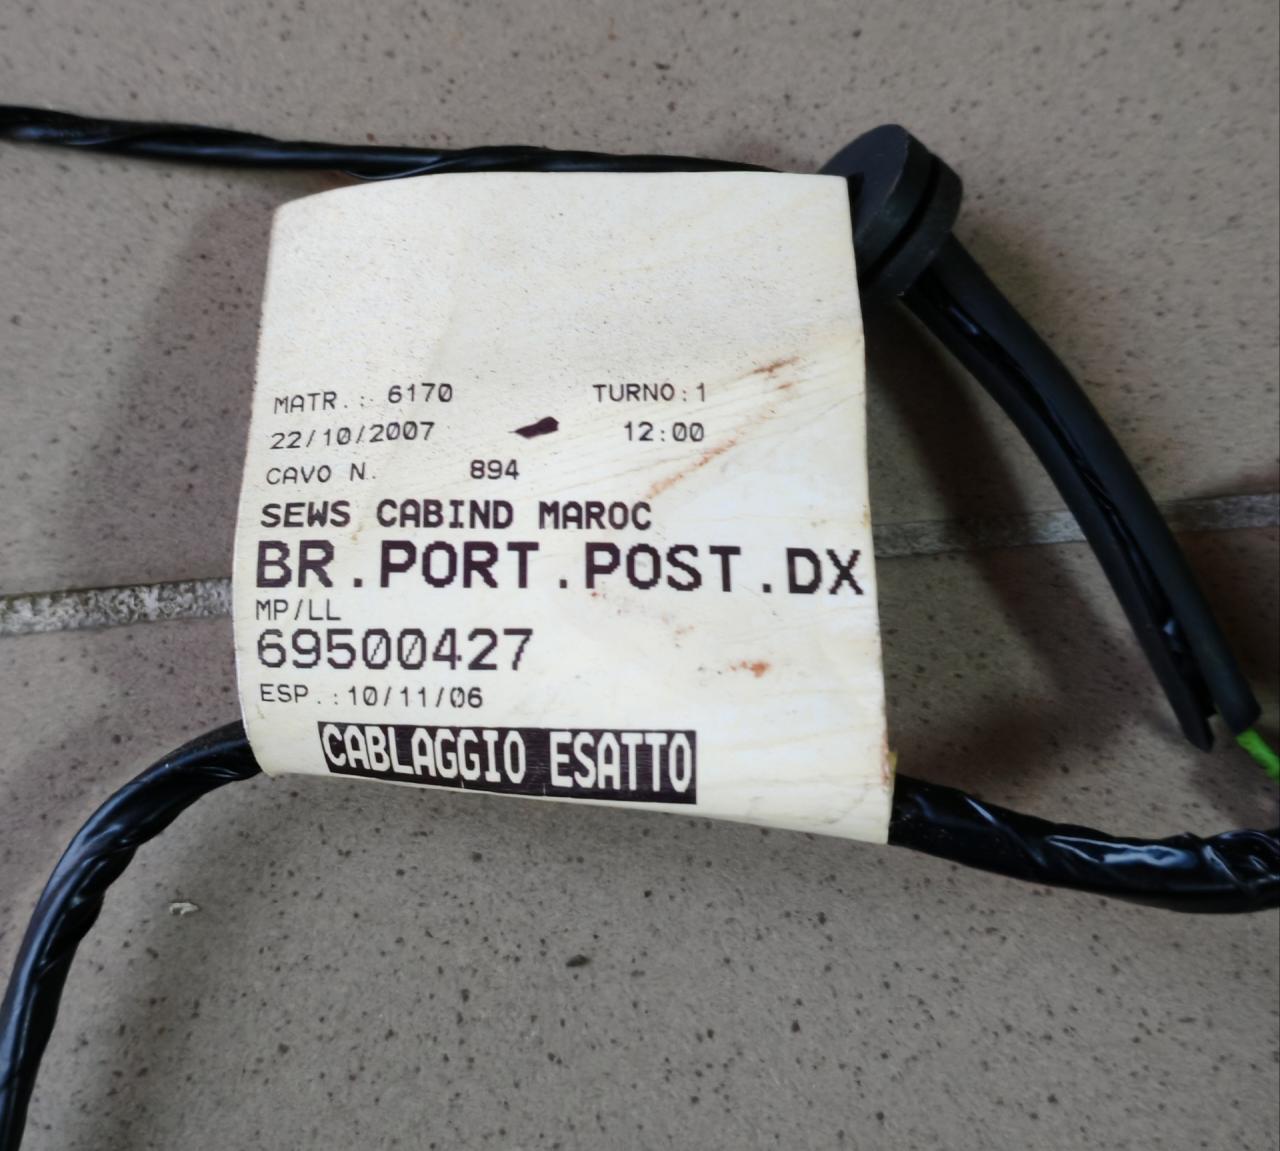 MATR.: 6170 TURNO:1
22/10/2007 12:00
CAVO N. 894
SEWS CABIND MAROC
BR.PORT.POST.DX
MP/LL
69500427
ESP.:10/11/06
CABLAGGIO ESATTO